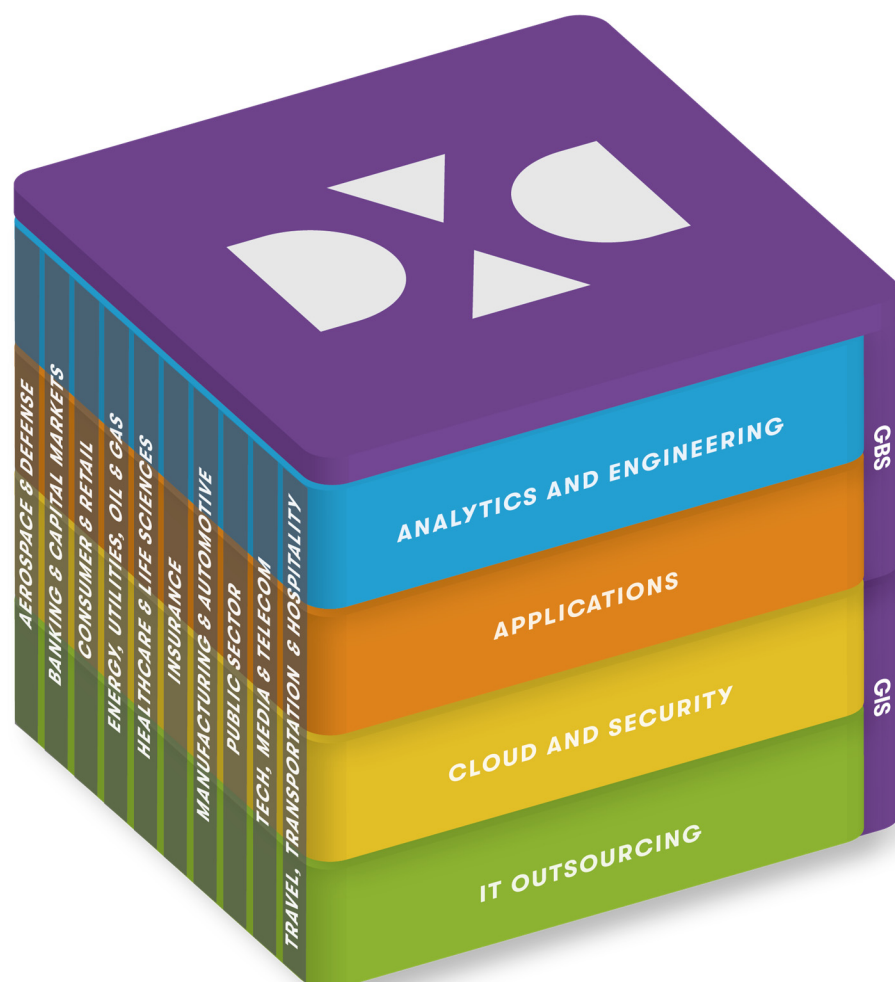 AEROSPACE & DEFENSE
BANKING & CAPITAL MARKETS
CONSUMER & RETAIL
ENERGY, UTILITIES, OIL & GAS
HEALTHCARE & LIFE SCIENCES
INSURANCE
MANUFACTURING & AUTOMOTIVE
PUBLIC SECTOR
TECH, MEDIA & TELECOM
TRAVEL, TRANSPORTATION & HOSPITALITY
ANALYTICS AND ENGINEERING
APPLICATIONS
CLOUD AND SECURITY
IT OUTSOURCING
GBS
GIS